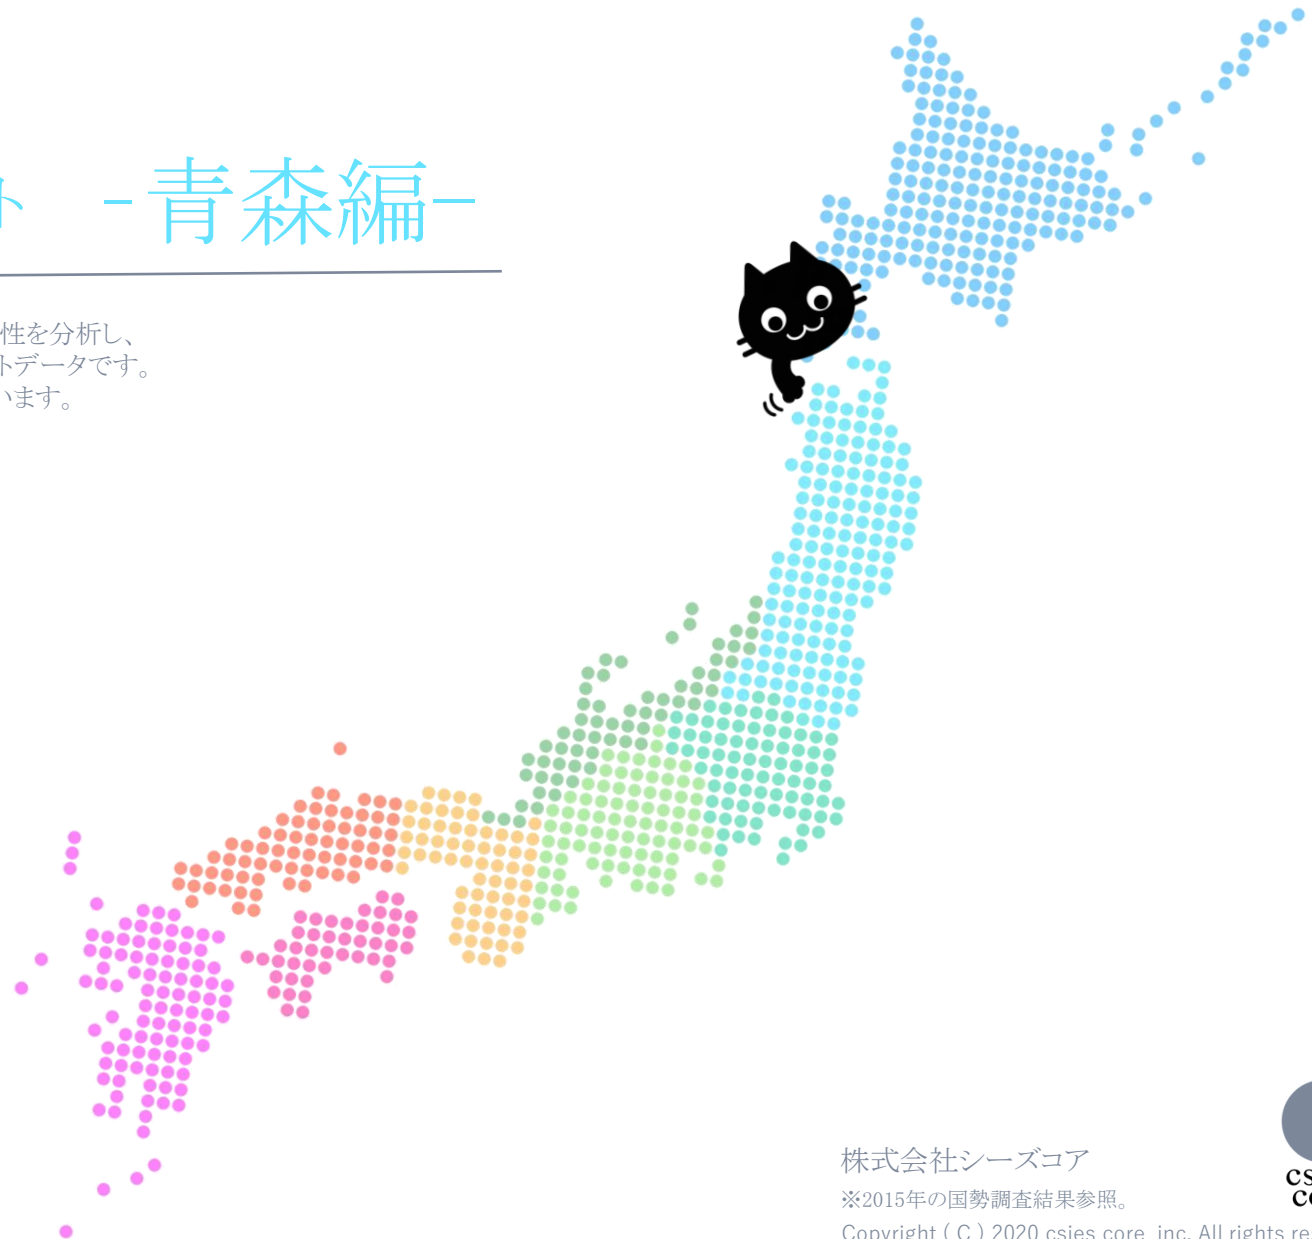 ト -青森編-
性を分析し、
トデータです。
います。
株式会社シーズコア
※2015年の国勢調査結果参照。
Copyright ( C ) 2020 csies core, inc. All rights re
cs
co